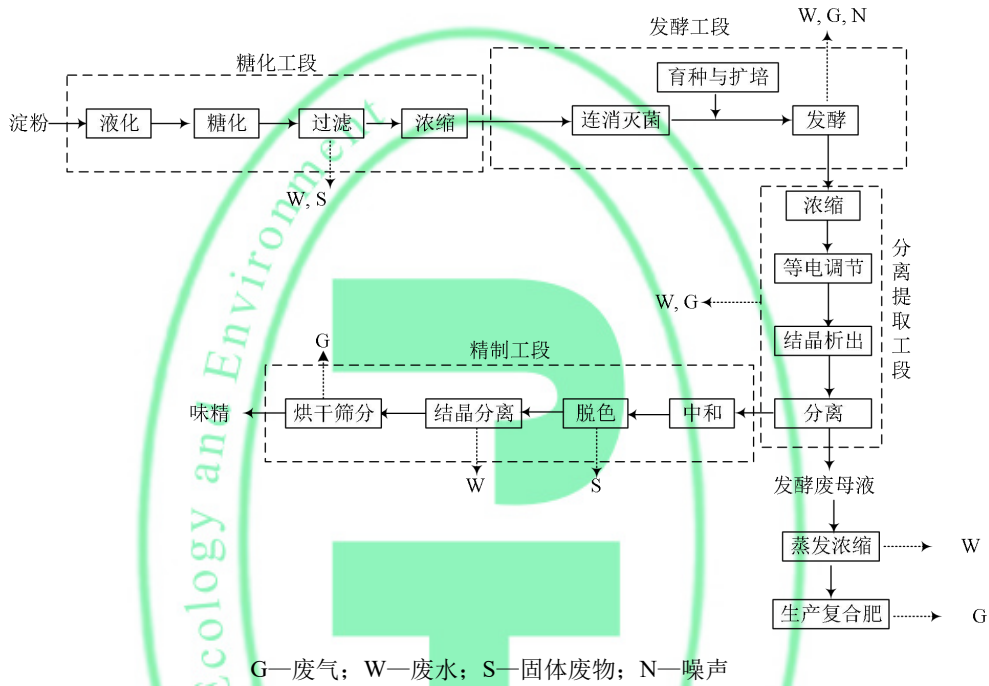 W, G, N
发酵工段
糖化工段
育种与扩培
淀粉
液化
糖化
过滤
浓缩
连消灭菌
发酵
W, S
浓缩
等电调节
分离提取工段
W, G
结晶析出
G
精制工段
味精
烘干筛分
结晶分离
脱色
中和
分离
W
S
发酵废母液
蒸发浓缩
W
生产复合肥
G
G—废气；W—废水；S—固体废物；N—噪声
Ecology and Environment